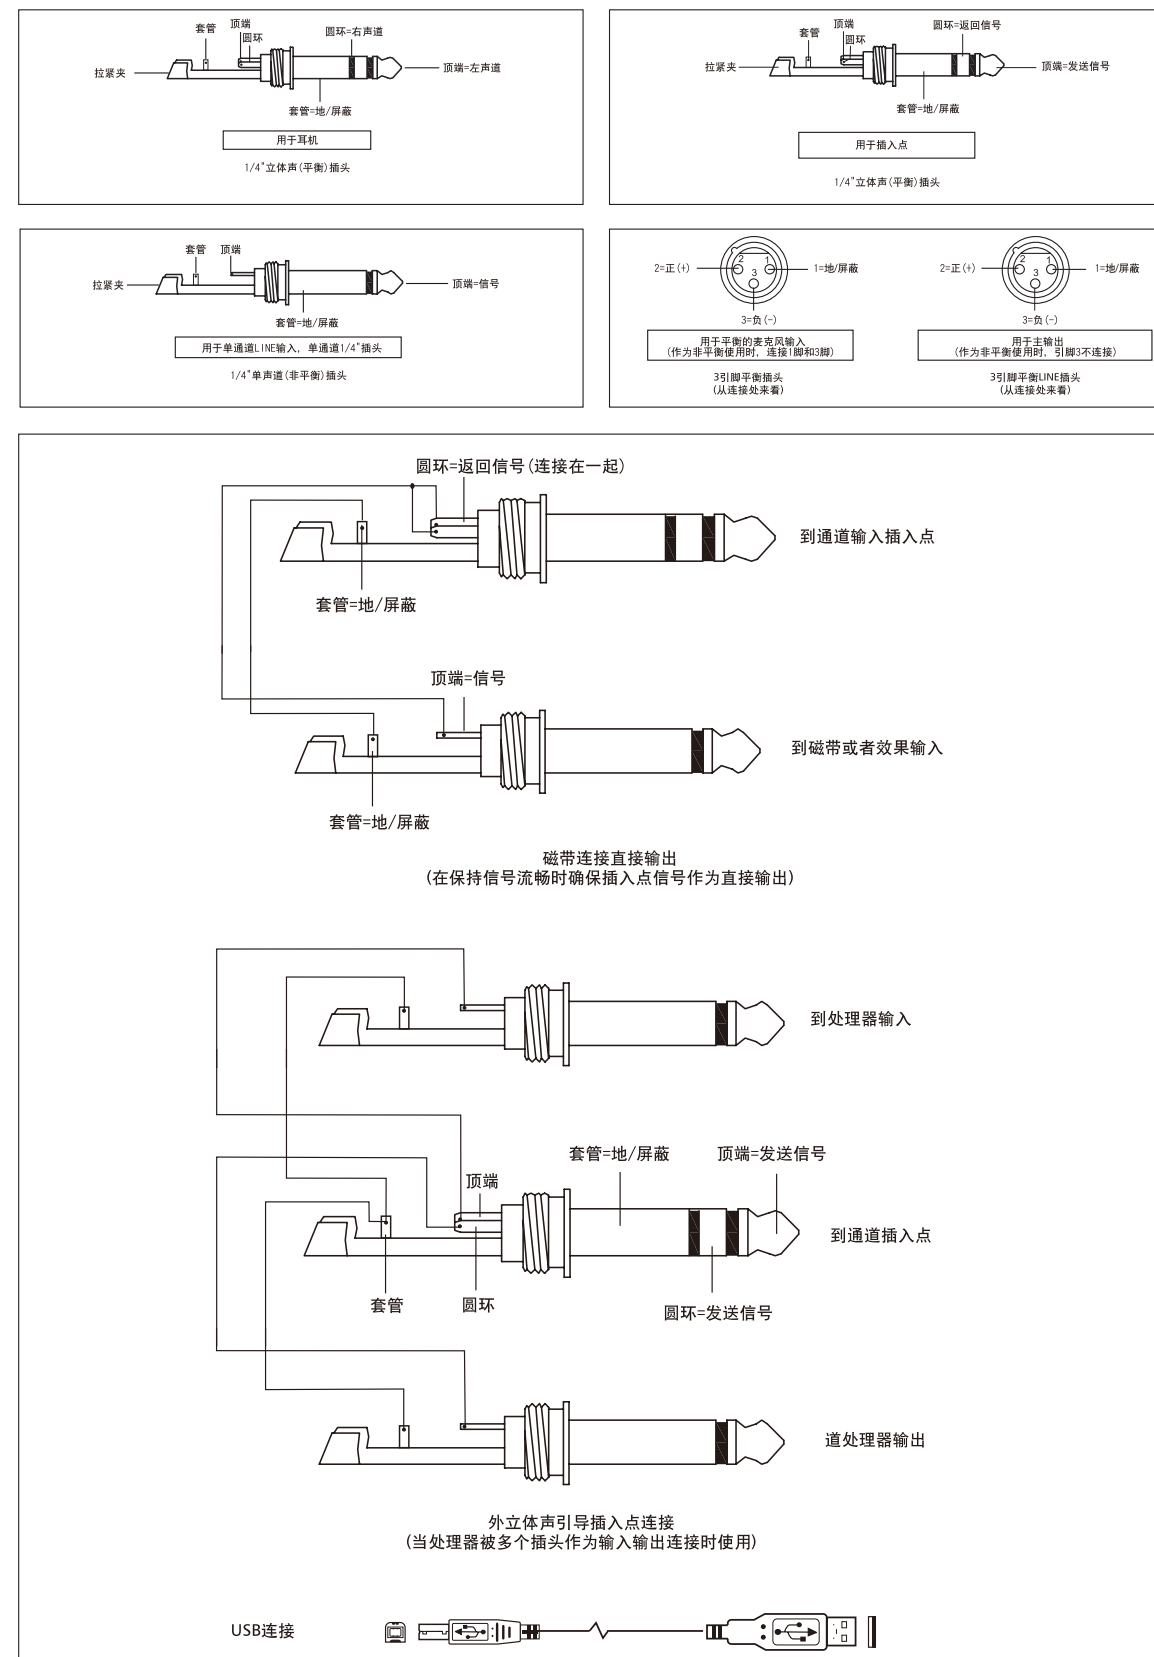 套管
顶端
圆环
圆环=右声道
拉紧夹
顶端=左声道
套管=地/屏蔽
用于耳机
1/4"立体声(平衡)插头
套管
顶端
圆环
圆环=返回信号
拉紧夹
顶端=发送信号
套管=地/屏蔽
用于插入点
1/4"立体声(平衡)插头
套管
顶端
拉紧夹
顶端=信号
套管=地/屏蔽
用于单通道LINE输入，单通道1/4"插头
1/4"单声道(非平衡)插头
2=正(+)
2
1
3
1=地/屏蔽
3=负(-)
用于平衡的麦克风输入
(作为非平衡使用时，连接1脚和3脚)
3引脚平衡插头
(从连接处来看)
2=正(+)
2
1
3
1=地/屏蔽
3=负(-)
用于主输出
(作为非平衡使用时，引脚3不连接)
3引脚平衡LINE插头
(从连接处来看)
圆环=返回信号(连接在一起)
到通道输入插入点
套管=地/屏蔽
顶端=信号
到磁带或者效果输入
套管=地/屏蔽
磁带连接直接输出
(在保持信号流畅时确保插入点信号作为直接输出)
到处理器输入
套管=地/屏蔽
顶端=发送信号
顶端
到通道插入点
套管
圆环
圆环=发送信号
道处理器输出
外立体声引导插入点连接
(当处理器被多个插头作为输入输出连接时使用)
USB连接